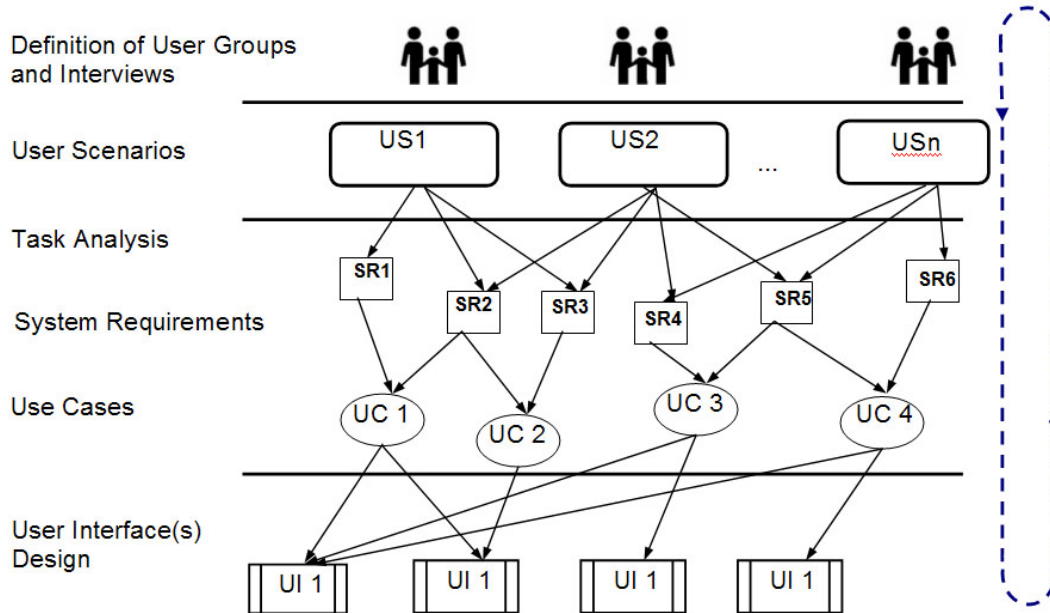 Definition of User Groups
and Interviews
User Scenarios
US1
US2
...
USn
Task Analysis
SR1
SR2
SR3
SR4
SR5
SR6
System Requirements
Use Cases
UC 1
UC 2
UC 3
UC 4
User Interface(s)
Design
UI 1
UI 1
UI 1
UI 1